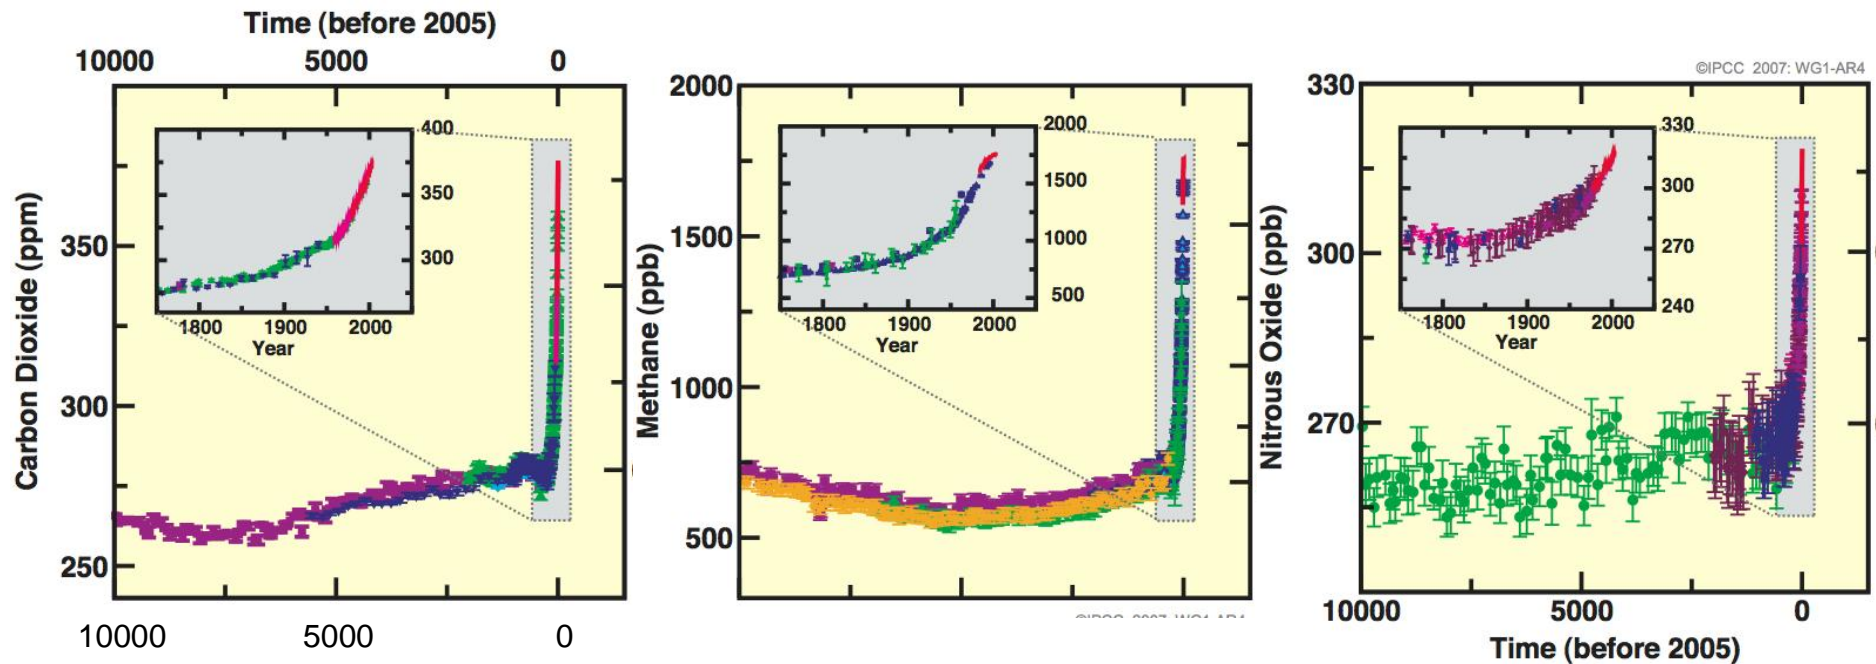 Time (before 2005)
10000 5000 0
Carbon Dioxide (ppm)
350
300
250
400
350
300
1800 1900 2000
Year
10000 5000 0
Methane (ppb)
2000
1500
1000
500
2000
1500
1000
500
1800 1900 2000
Year
©IPCC 2007: WG1-AR4
Nitrous Oxide (ppb)
330
300
270
330
300
270
240
1800 1900 2000
Year
10000 5000 0
Time (before 2005)